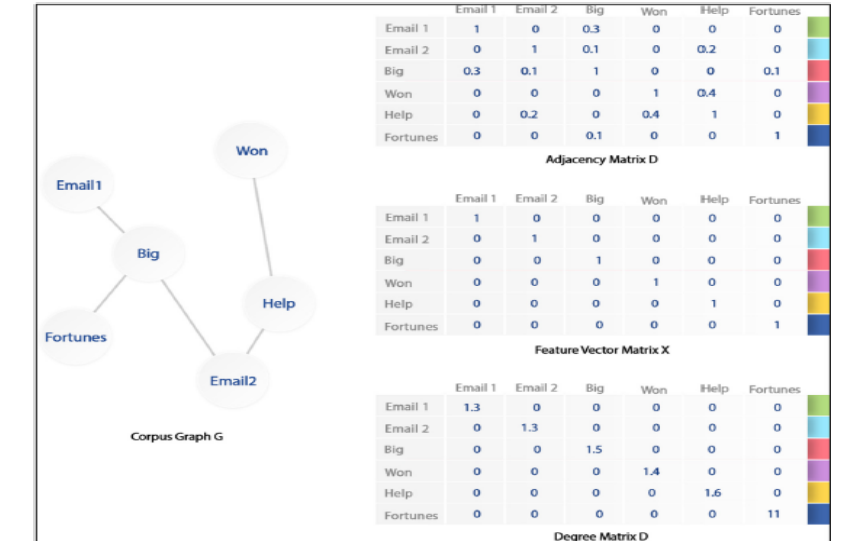 Email 1 Email 2 Big Won Help Fortunes
Email 1 1 0 0.3 0 0 0
Email 2 0 1 0.1 0 0.2 0
Big 0.3 0.1 1 0 0 0.1
Won 0 0 0 1 0.4 0
Help 0 0.2 0 0.4 1 0
Fortunes 0 0 0.1 0 0 1
Adjacency Matrix D
Won
Email1
Big
Help
Fortunes
Email2
Corpus Graph G
Email 1 Email 2 Big Won Help Fortunes
Email 1 1 0 0 0 0 0
Email 2 0 1 0 0 0 0
Big 0 0 1 0 0 0
Won 0 0 0 1 0 0
Help 0 0 0 0 1 0
Fortunes 0 0 0 0 0 1
Feature Vector Matrix X
Email 1 Email 2 Big Won Help Fortunes
Email 1 1.3 0 0 0 0 0
Email 2 0 1.3 0 0 0 0
Big 0 0 1.5 0 0 0
Won 0 0 0 1.4 0 0
Help 0 0 0 0 1.6 0
Fortunes 0 0 0 0 0 11
Degree Matrix D